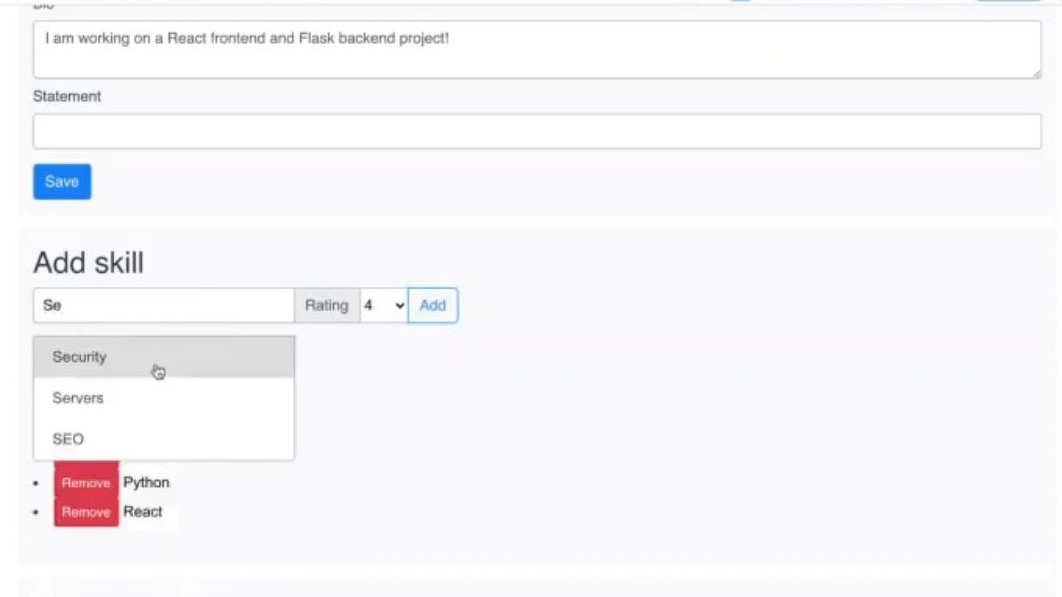 I am working on a React frontend and Flask backend project!
Statement
Save
Add skill
Se Rating 4 Add
Security
Servers
SEO
Remove Python
Remove React